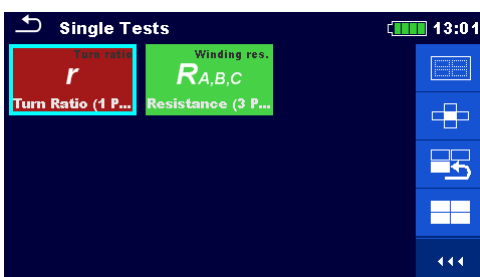 Single Tests
13:01
Turn ratio
r
Turn Ratio (1 P...
Winding res.
RA,B,C
Resistance (3 P...